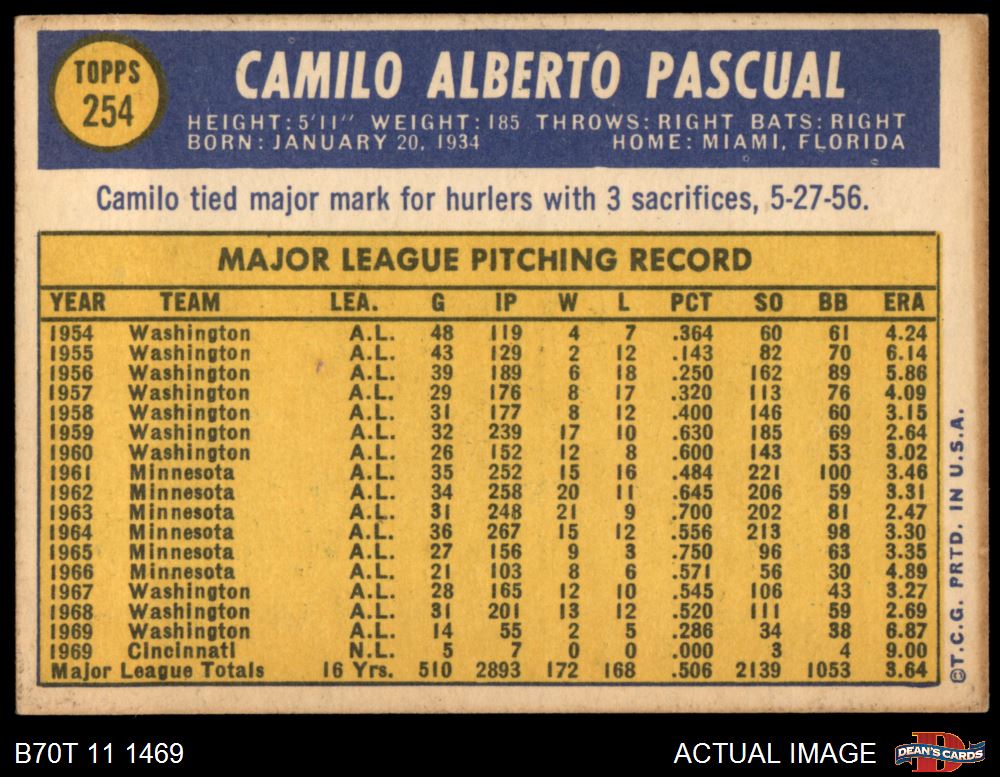 TOPPS
254
CAMILO ALBERTO PASCUAL
HEIGHT: 5'11" WEIGHT: 185 THROWS: RIGHT BATS: RIGHT
BORN: JANUARY 20, 1934 HOME: MIAMI, FLORIDA
Camilo tied major mark for hurlers with 3 sacrifices, 5-27-56.
MAJOR LEAGUE PITCHING RECORD
YEAR TEAM LEA. G IP W L PCT SO BB ERA
1954 Washington A.L. 48 119 4 7 .364 60 61 4.24
1955 Washington A.L. 43 129 2 12 .143 82 70 6.14
1956 Washington A.L. 39 189 6 18 .250 162 89 5.86
1957 Washington A.L. 29 176 8 17 .320 113 76 4.09
1958 Washington A.L. 31 177 8 12 .400 146 60 3.15
1959 Washington A.L. 32 239 17 10 .630 185 69 2.64
1960 Washington A.L. 26 152 12 8 .600 143 53 3.02
1961 Minnesota A.L. 35 252 15 16 .484 221 100 3.46
1962 Minnesota A.L. 34 258 20 11 .645 206 59 3.31
1963 Minnesota A.L. 31 248 21 9 .700 202 81 2.47
1964 Minnesota A.L. 36 267 15 12 .556 213 98 3.30
1965 Minnesota A.L. 27 156 9 3 .750 96 63 3.35
1966 Minnesota A.L. 21 103 8 6 .571 56 30 4.89
1967 Washington A.L. 28 165 12 10 .545 106 43 3.27
1968 Washington A.L. 31 201 13 12 .520 111 59 2.69
1969 Washington A.L. 14 55 2 5 .286 34 38 6.87
1969 Cincinnati N.L. 5 7 0 0 .000 3 4 9.00
Major League Totals 16 Yrs. 510 2893 172 168 .506 2139 1053 3.64
©T.C.G. PRTD. IN U.S.A.
B70T 11 1469
ACTUAL IMAGE
DEAN'S CARDS